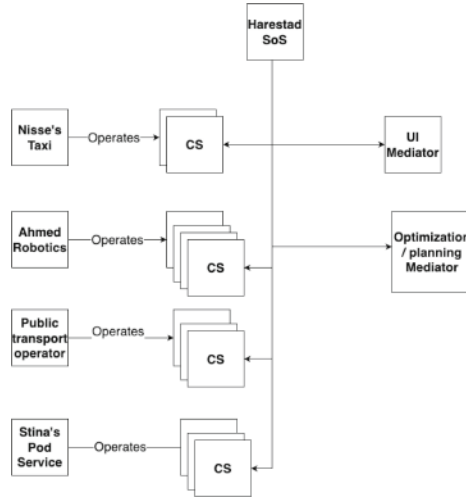 Harestad
SoS
Nisse's
Taxi
Operates
CS
UI
Mediator
Ahmed
Robotics
Operates
CS
Optimization
/ planning
Mediator
Public
transport
operator
Operates
CS
Stina's
Pod
Service
Operates
CS